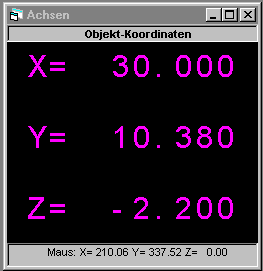 Achsen
Objekt-Koordinaten
X= 30.000
Y= 10.380
Z= -2.200
Maus: X= 210.06 Y= 337.52 Z= 0.00